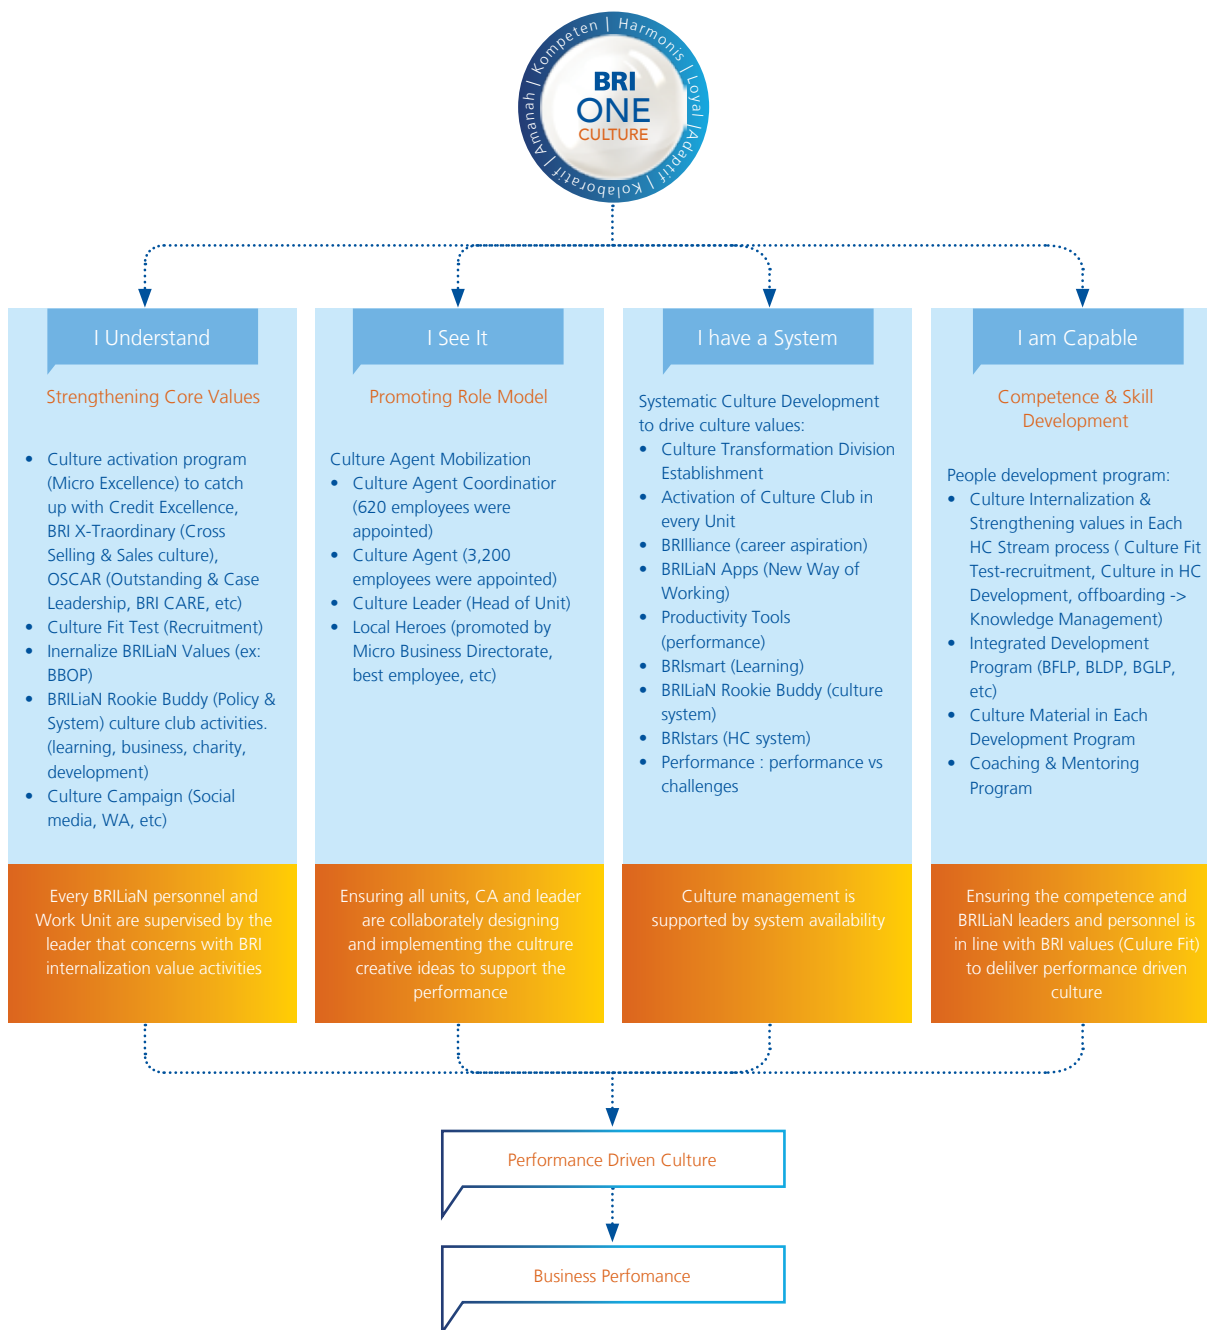 Amanah | Kompeten | Harmonis | Loyal |Adaptif | Kolaboratif |
BRI
ONE
CULTURE
I Understand
Strengthening Core Values
• Culture activation program
(Micro Excellence) to catch
up with Credit Excellence,
BRI X-Traordinary (Cross
Selling & Sales culture),
OSCAR (Outstanding & Case
Leadership, BRI CARE, etc)
• Culture Fit Test (Recruitment)
• Inernalize BRILiaN Values (ex:
BBOP)
• BRILiaN Rookie Buddy (Policy &
System) culture club activities.
(learning, business, charity,
development)
• Culture Campaign (Social
media, WA, etc)
Every BRILiaN personnel and
Work Unit are supervised by the
leader that concerns with BRI
internalization value activities
I See It
Promoting Role Model
Culture Agent Mobilization
• Culture Agent Coordinatior
(620 employees were
appointed)
• Culture Agent (3,200
employees were appointed)
• Culture Leader (Head of Unit)
• Local Heroes (promoted by
Micro Business Directorate,
best employee, etc)
Ensuring all units, CA and leader
are collaborately designing
and implementing the cultrure
creative ideas to support the
performance
I have a System
Systematic Culture Development
to drive culture values:
• Culture Transformation Division
Establishment
• Activation of Culture Club in
every Unit
• BRIlliance (career aspiration)
• BRILiaN Apps (New Way of
Working)
• Productivity Tools
(performance)
• BRIsmart (Learning)
• BRILiaN Rookie Buddy (culture
system)
• BRIstars (HC system)
• Performance : performance vs
challenges
Culture management is
supported by system availability
I am Capable
Competence & Skill
Development
People development program:
• Culture Internalization &
Strengthening values in Each
HC Stream process ( Culture Fit
Test-recruitment, Culture in HC
Development, offboarding ->
Knowledge Management)
• Integrated Development
Program (BFLP, BLDP, BGLP,
etc)
• Culture Material in Each
Development Program
• Coaching & Mentoring
Program
Ensuring the competence and
BRILiaN leaders and personnel is
in line with BRI values (Culure Fit)
to delilver performance driven
culture
Performance Driven Culture
Business Perfomance